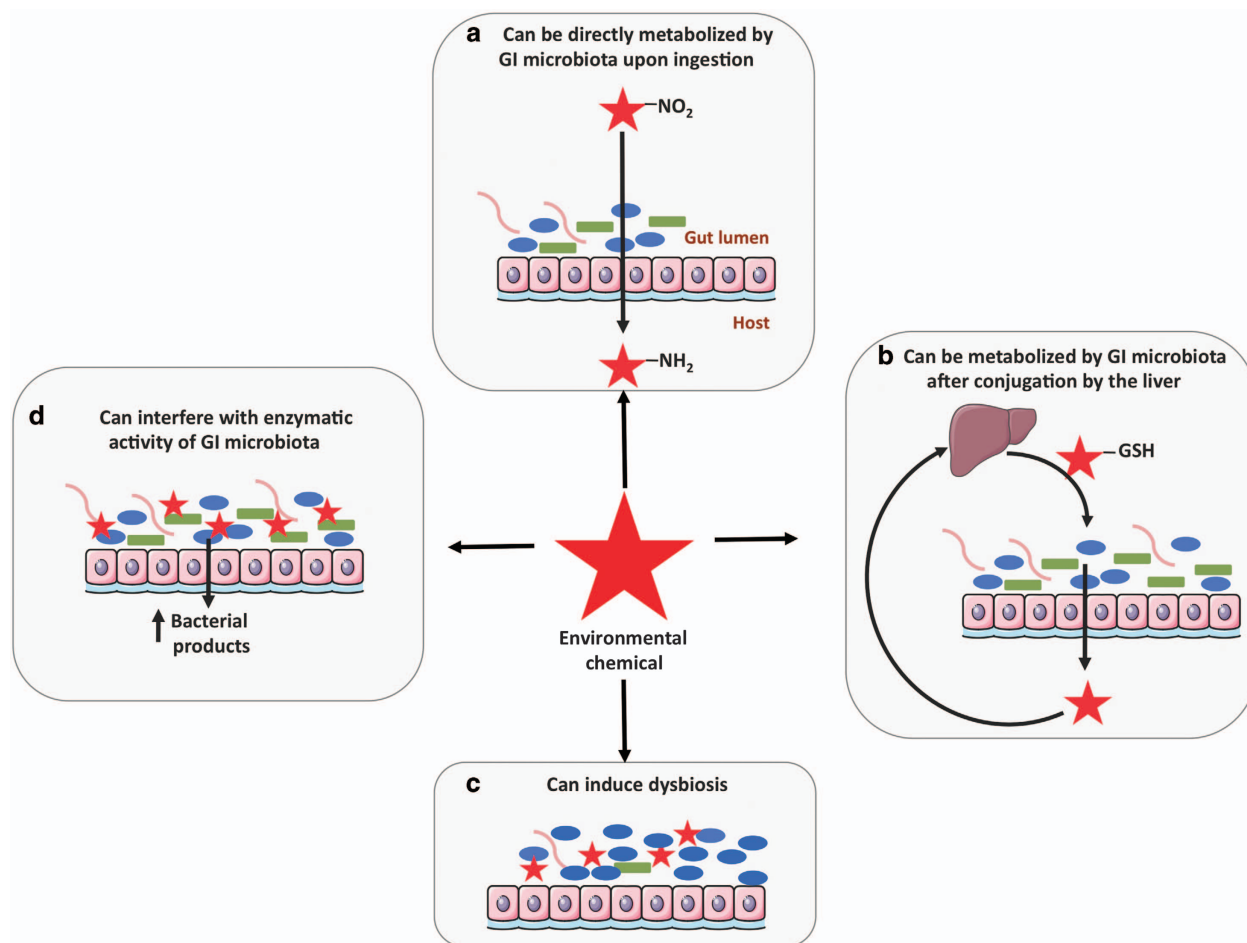 a Can be directly metabolized by
GI microbiota upon ingestion
–NO₂
Gut lumen
Host
–NH₂
b Can be metabolized by GI microbiota
after conjugation by the liver
–GSH
d Can interfere with enzymatic
activity of GI microbiota
Bacterial
products
Environmental
chemical
c Can induce dysbiosis